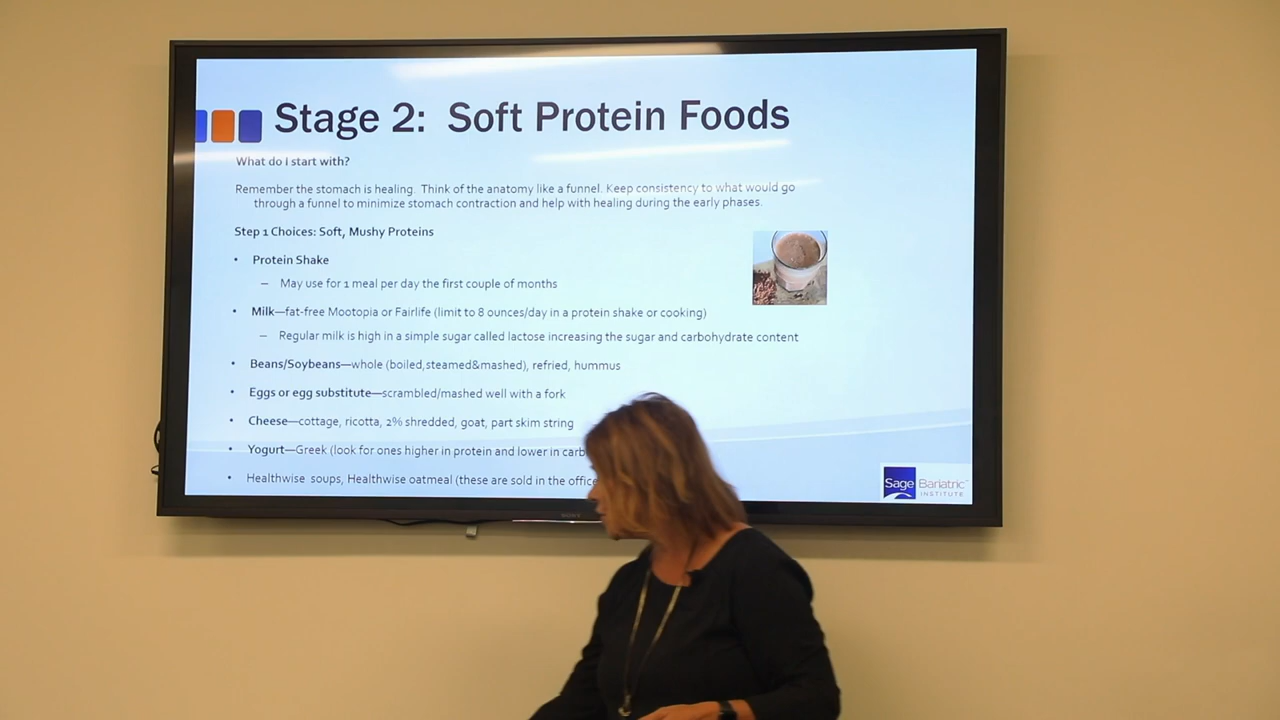 Stage 2: Soft Protein Foods
What do I start with?
Remember the stomach is healing. Think of the anatomy like a funnel. Keep consistency to what would go
through a funnel to minimize stomach contraction and help with healing during the early phases.
Step 1 Choices: Soft, Mushy Proteins
• Protein Shake
– May use for 1 meal per day the first couple of months
• Milk—fat-free Mootopia or Fairlife (limit to 8 ounces/day in a protein shake or cooking)
– Regular milk is high in a simple sugar called lactose increasing the sugar and carbohydrate content
• Beans/Soybeans—whole (boiled,steamed&mashed), refried, hummus
• Eggs or egg substitute—scrambled/mashed well with a fork
• Cheese—cottage, ricotta, 2% shredded, goat, part skim string
• Yogurt—Greek (look for ones higher in protein and lower in carb
• Healthwise soups, Healthwise oatmeal (these are sold in the office
Sage Bariatric
INSTITUTE
SONY